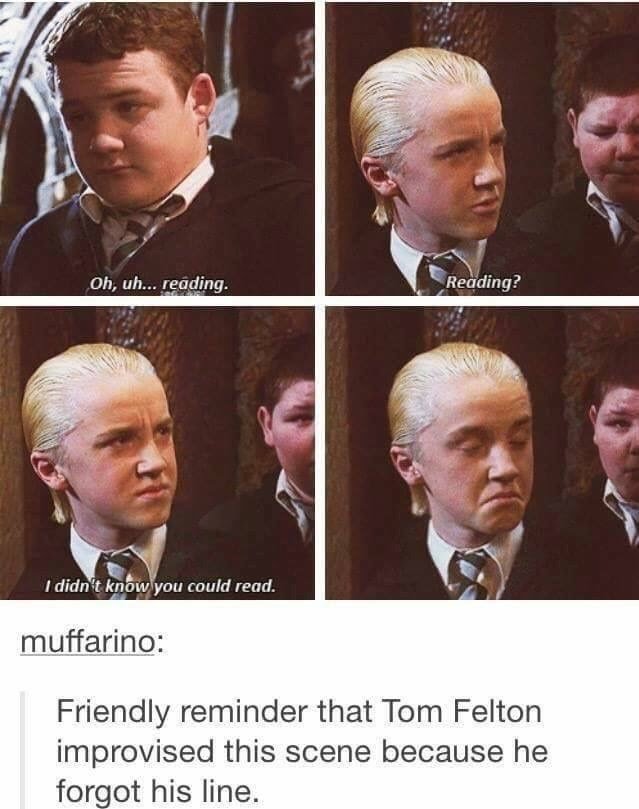 Oh, uh... reading.
Reading?
I didn't know you could read.
muffarino:
Friendly reminder that Tom Felton
improvised this scene because he
forgot his line.